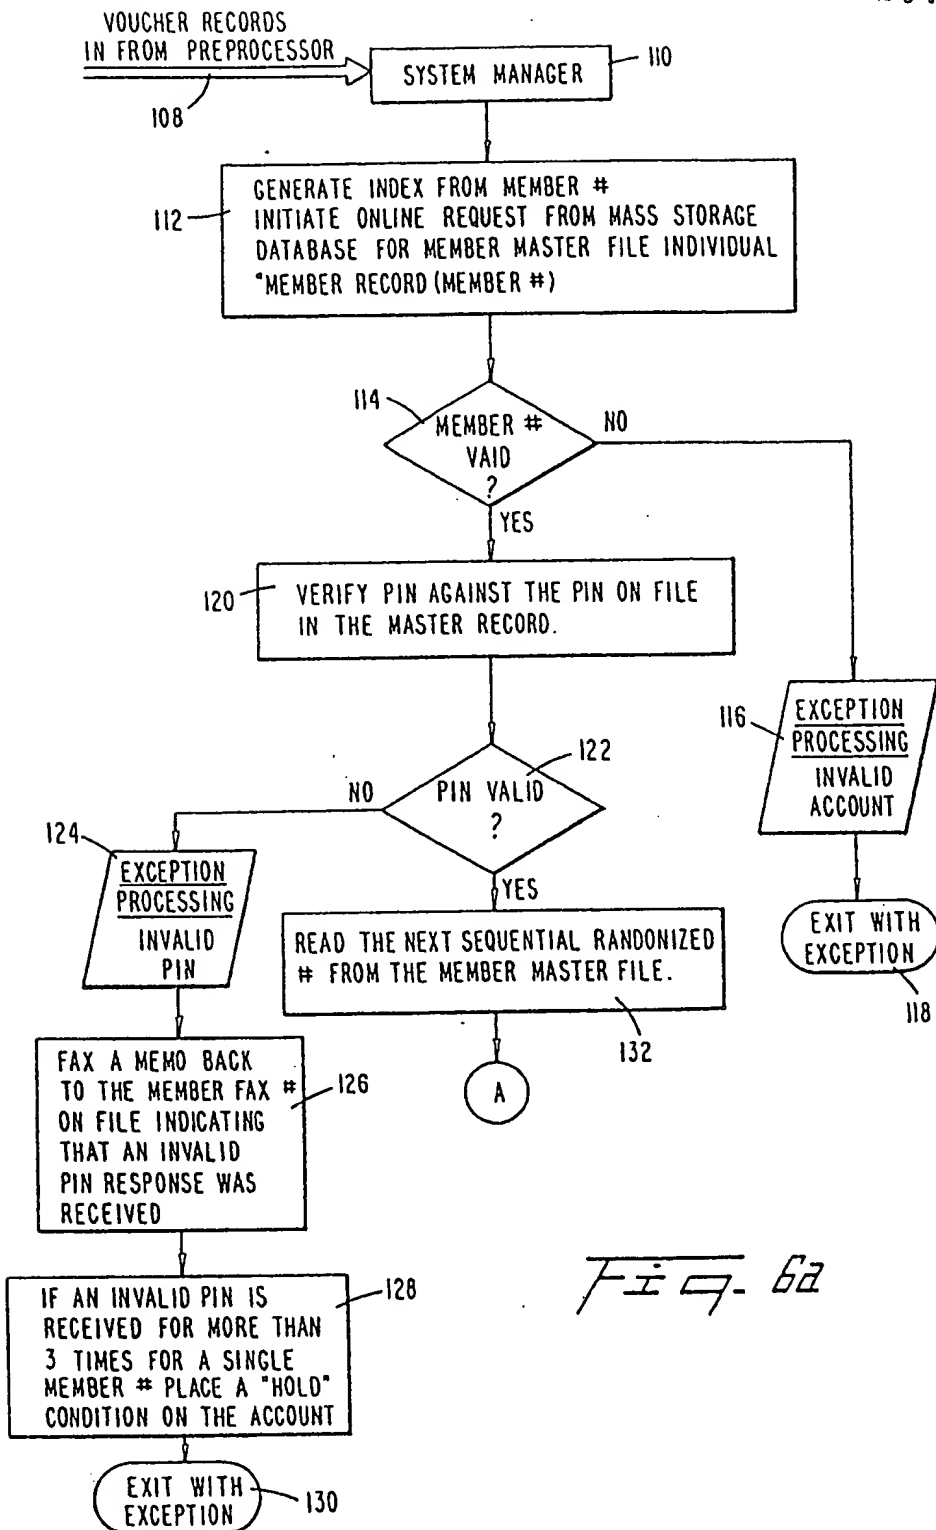 VOUCHER RECORDS
IN FROM PREPROCESSOR
108
SYSTEM MANAGER
110
112
GENERATE INDEX FROM MEMBER #
INITIATE ONLINE REQUEST FROM MASS STORAGE
DATABASE FOR MEMBER MASTER FILE INDIVIDUAL
"MEMBER RECORD (MEMBER #)
114
MEMBER #
VAID
?
NO
YES
120
VERIFY PIN AGAINST THE PIN ON FILE
IN THE MASTER RECORD.
116
EXCEPTION
PROCESSING
INVALID
ACCOUNT
EXIT WITH
EXCEPTION
118
122
PIN VALID
?
NO
YES
124
EXCEPTION
PROCESSING
INVALID
PIN
READ THE NEXT SEQUENTIAL RANDONIZED
# FROM THE MEMBER MASTER FILE.
132
A
FAX A MEMO BACK
TO THE MEMBER FAX #
ON FILE INDICATING
THAT AN INVALID
PIN RESPONSE WAS
RECEIVED
126
IF AN INVALID PIN IS
RECEIVED FOR MORE THAN
3 TIMES FOR A SINGLE
MEMBER # PLACE A "HOLD"
CONDITION ON THE ACCOUNT
128
EXIT WITH
EXCEPTION
130
Fig. 6a